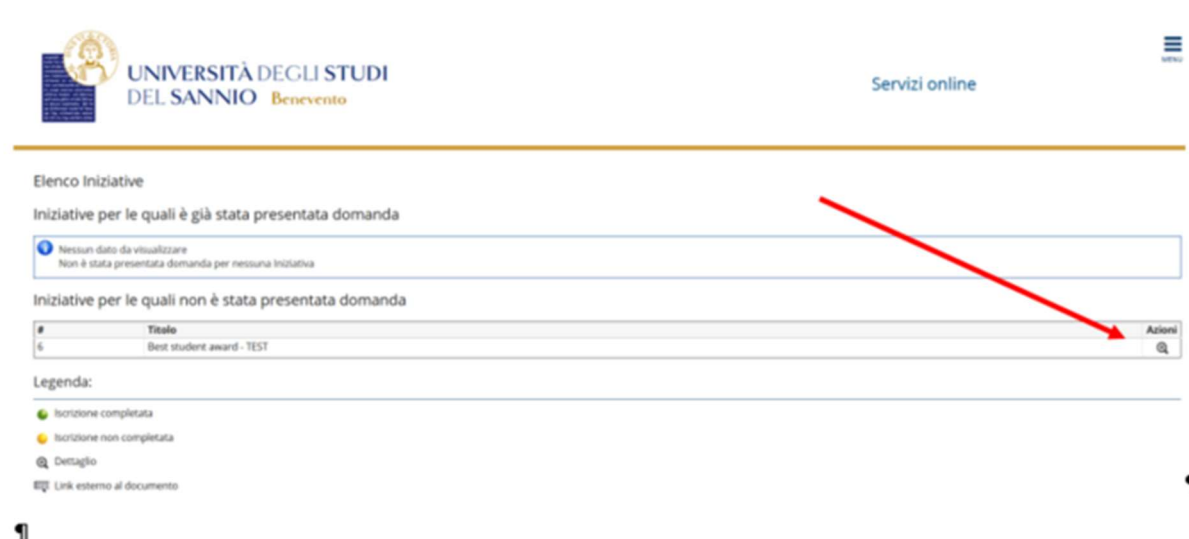 UNIVERSITÀ DEGLI STUDI
DEL SANNIO Benevento
Servizi online
MENU
Elenco Iniziative
Iniziative per le quali è già stata presentata domanda
Nessun dato da visualizzare
Non è stata presentata domanda per nessuna Iniziativa
Iniziative per le quali non è stata presentata domanda
# Titolo Azioni
6 Best student award - TEST
Legenda:
Iscrizione completata
Iscrizione non completata
Dettaglio
Link esterno al documento
¶